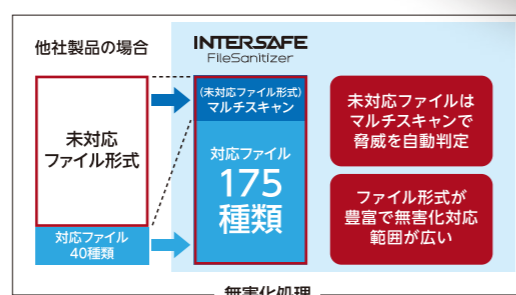 他社製品の場合
INTERSAFE
FileSanitizer
未対応
ファイル形式
対応ファイル
40種類
(未対応ファイル形式)
マルチスキャン
対応ファイル
175
種類
未対応ファイルは
マルチスキャンで
脅威を自動判定
ファイル形式が
豊富で無害化対応
範囲が広い
無害化処理